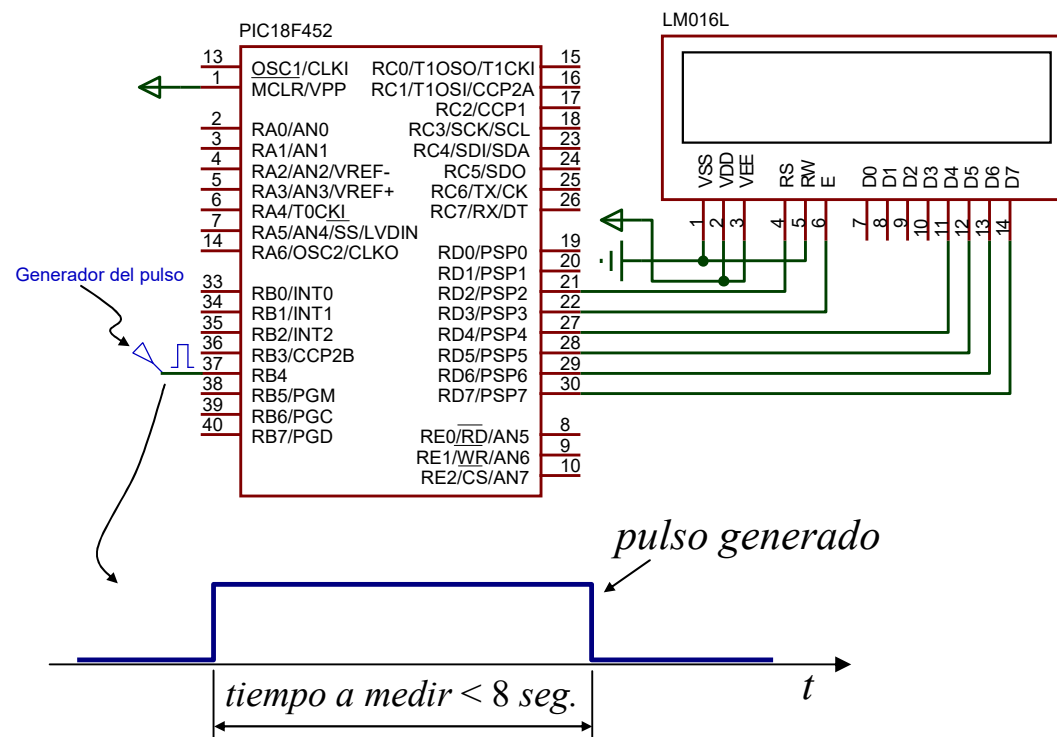 PIC18F452
13 OSC1/CLKI
1 MCLR/VPP
2 RA0/AN0
3 RA1/AN1
4 RA2/AN2/VREF-
5 RA3/AN3/VREF+
6 RA4/T0CKI
7 RA5/AN4/SS/LVDIN
14 RA6/OSC2/CLKO
33 RB0/INT0
34 RB1/INT1
35 RB2/INT2
36 RB3/CCP2B
37 RB4
38 RB5/PGM
39 RB6/PGC
40 RB7/PGD
RC0/T1OSO/T1CKI 15
RC1/T1OSI/CCP2A 16
RC2/CCP1 17
RC3/SCK/SCL 18
RC4/SDI/SDA 23
RC5/SDO 24
RC6/TX/CK 25
RC7/RX/DT 26
RD0/PSP0 19
RD1/PSP1 20
RD2/PSP2 21
RD3/PSP3 22
RD4/PSP4 27
RD5/PSP5 28
RD6/PSP6 29
RD7/PSP7 30
RE0/RD/AN5 8
RE1/WR/AN6 9
RE2/CS/AN7 10
LM016L
VSS VDD VEE RS RW E D0 D1 D2 D3 D4 D5 D6 D7
1 2 3 4 5 6 7 8 9 10 11 12 13 14
Generador del pulso
pulso generado
tiempo a medir < 8 seg.
t